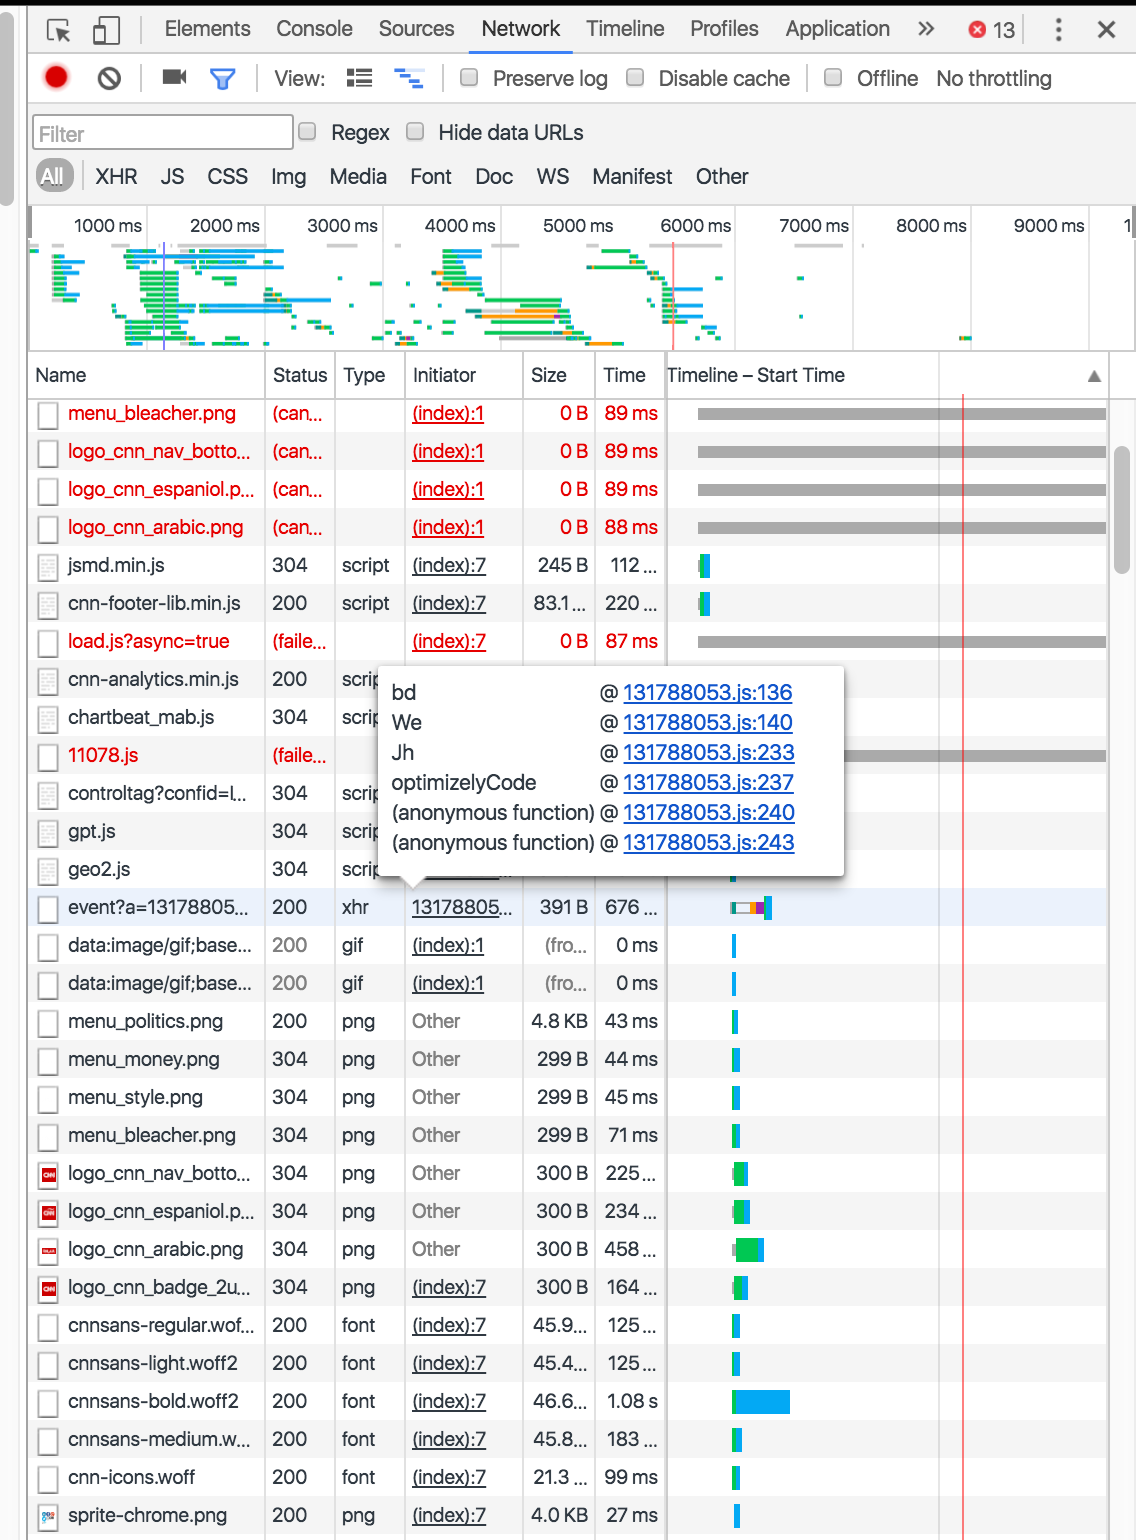 Elements Console Sources Network Timeline Profiles Application » 13
View: Preserve log Disable cache Offline No throttling
Filter Regex Hide data URLs
All XHR JS CSS Img Media Font Doc WS Manifest Other
1000 ms 2000 ms 3000 ms 4000 ms 5000 ms 6000 ms 7000 ms 8000 ms 9000 ms 1
Name Status Type Initiator Size Time Timeline – Start Time
menu_bleacher.png (can... (index):1 0 B 89 ms
logo_cnn_nav_botto... (can... (index):1 0 B 89 ms
logo_cnn_espaniol.p... (can... (index):1 0 B 89 ms
logo_cnn_arabic.png (can... (index):1 0 B 88 ms
jsmd.min.js 304 script (index):7 245 B 112 ...
cnn-footer-lib.min.js 200 script (index):7 83.1 ... 220 ...
load.js?async=true (faile... (index):7 0 B 87 ms
cnn-analytics.min.js 200 scrip
chartbeat_mab.js 304 scrip
11078.js (faile...
controltag?confid=I... 304 scrip
gpt.js 304 scrip
geo2.js 304 scrip
bd @ 131788053.js:136
We @ 131788053.js:140
Jh @ 131788053.js:233
optimizelyCode @ 131788053.js:237
(anonymous function) @ 131788053.js:240
(anonymous function) @ 131788053.js:243
event?a=13178805... 200 xhr 13178805... 391 B 676 ...
data:image/gif;base... 200 gif (index):1 (fro... 0 ms
data:image/gif;base... 200 gif (index):1 (fro... 0 ms
menu_politics.png 200 png Other 4.8 KB 43 ms
menu_money.png 304 png Other 299 B 44 ms
menu_style.png 304 png Other 299 B 45 ms
menu_bleacher.png 304 png Other 299 B 71 ms
logo_cnn_nav_botto... 304 png Other 300 B 225 ...
logo_cnn_espaniol.p... 304 png Other 300 B 234 ...
logo_cnn_arabic.png 304 png Other 300 B 458 ...
logo_cnn_badge_2u... 304 png (index):7 300 B 164 ...
cnnsans-regular.wof... 200 font (index):7 45.9... 125 ...
cnnsans-light.woff2 200 font (index):7 45.4... 125 ...
cnnsans-bold.woff2 200 font (index):7 46.6... 1.08 s
cnnsans-medium.w... 200 font (index):7 45.8... 183 ...
cnn-icons.woff 200 font (index):7 21.3 ... 99 ms
sprite-chrome.png 200 png (index):7 4.0 KB 27 ms